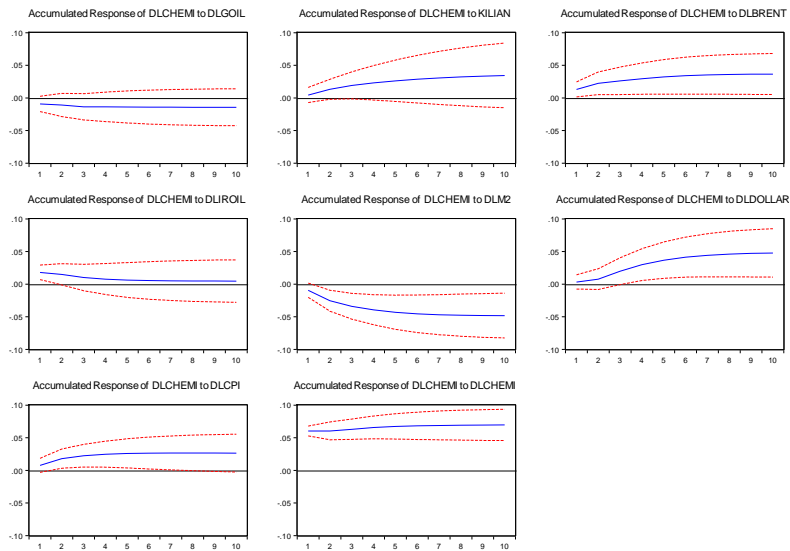 Accumulated Response of DLCHEMI to DLGOIL
.10
.05
.00
-.05
-.10
1 2 3 4 5 6 7 8 9 10
Accumulated Response of DLCHEMI to KILIAN
.10
.05
.00
-.05
-.10
1 2 3 4 5 6 7 8 9 10
Accumulated Response of DLCHEMI to DLBRENT
.10
.05
.00
-.05
-.10
1 2 3 4 5 6 7 8 9 10
Accumulated Response of DLCHEMI to DLIROIL
.10
.05
.00
-.05
-.10
1 2 3 4 5 6 7 8 9 10
Accumulated Response of DLCHEMI to DLM2
.10
.05
.00
-.05
-.10
1 2 3 4 5 6 7 8 9 10
Accumulated Response of DLCHEMI to DLDOLLAR
.10
.05
.00
-.05
-.10
1 2 3 4 5 6 7 8 9 10
Accumulated Response of DLCHEMI to DLCPI
.10
.05
.00
-.05
-.10
1 2 3 4 5 6 7 8 9 10
Accumulated Response of DLCHEMI to DLCHEMI
.10
.05
.00
-.05
-.10
1 2 3 4 5 6 7 8 9 10